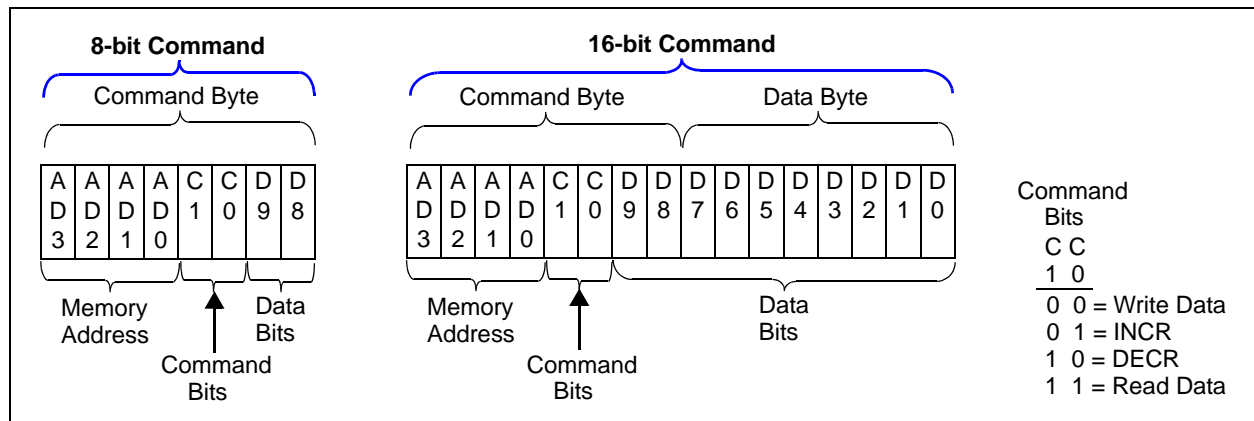 8-bit Command
Command Byte
A A A A C C D D
D D D D 1 0 9 8
3 2 1 0
Memory
Address
Data
Bits
Command
Bits
16-bit Command
Command Byte
Data Byte
A A A A C C D D D D D D D D D D
D D D D 1 0 9 8 7 6 5 4 3 2 1 0
3 2 1 0
Memory
Address
Data
Bits
Command
Bits
Command
Bits
C C
1 0
0 0 = Write Data
0 1 = INCR
1 0 = DECR
1 1 = Read Data